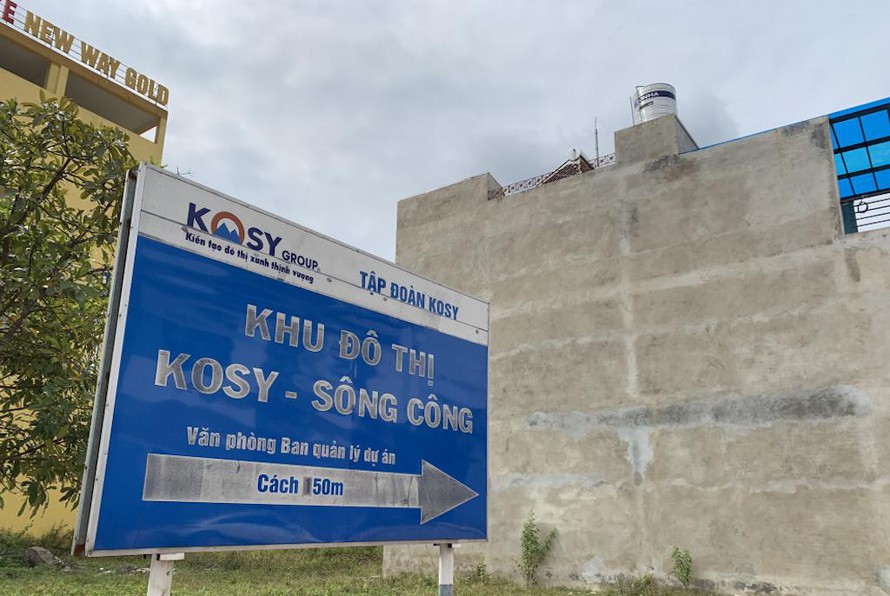 E NEW WAY GOLD
KOSY GROUP
Kiến tạo đô thị xanh thịnh vượng
TẬP ĐOÀN KOSY
KHU ĐÔ THỊ
KOSY - SÔNG CÔNG
Văn phòng Ban quản lý dự án
Cách 50m